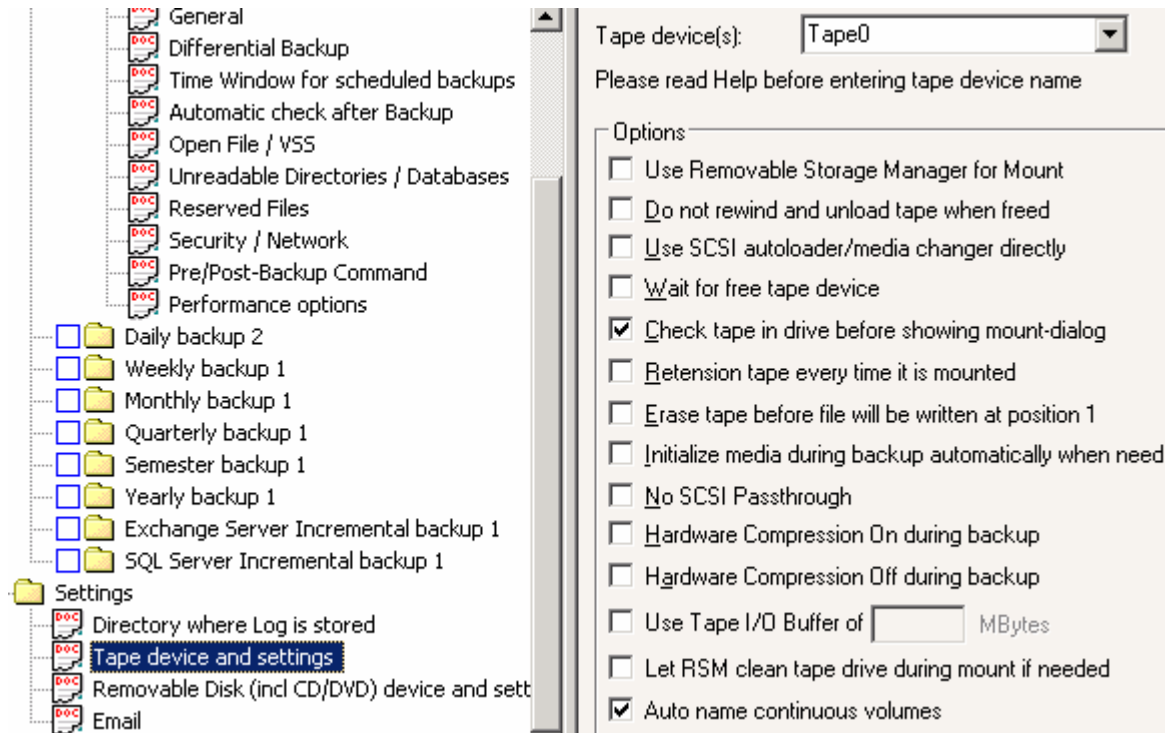 General
Differential Backup
Time Window for scheduled backups
Automatic check after Backup
Open File / VSS
Unreadable Directories / Databases
Reserved Files
Security / Network
Pre/Post-Backup Command
Performance options
Daily backup 2
Weekly backup 1
Monthly backup 1
Quarterly backup 1
Semester backup 1
Yearly backup 1
Exchange Server Incremental backup 1
SQL Server Incremental backup 1
Settings
Directory where Log is stored
Tape device and settings
Removable Disk (incl CD/DVD) device and sett
Email
Tape device(s): Tape0
Please read Help before entering tape device name
Options
Use Removable Storage Manager for Mount
Do not rewind and unload tape when freed
Use SCSI autoloader/media changer directly
Wait for free tape device
Check tape in drive before showing mount-dialog
Retension tape every time it is mounted
Erase tape before file will be written at position 1
Initialize media during backup automatically when need
No SCSI Passthrough
Hardware Compression On during backup
Hardware Compression Off during backup
Use Tape I/O Buffer of MBytes
Let RSM clean tape drive during mount if needed
Auto name continuous volumes